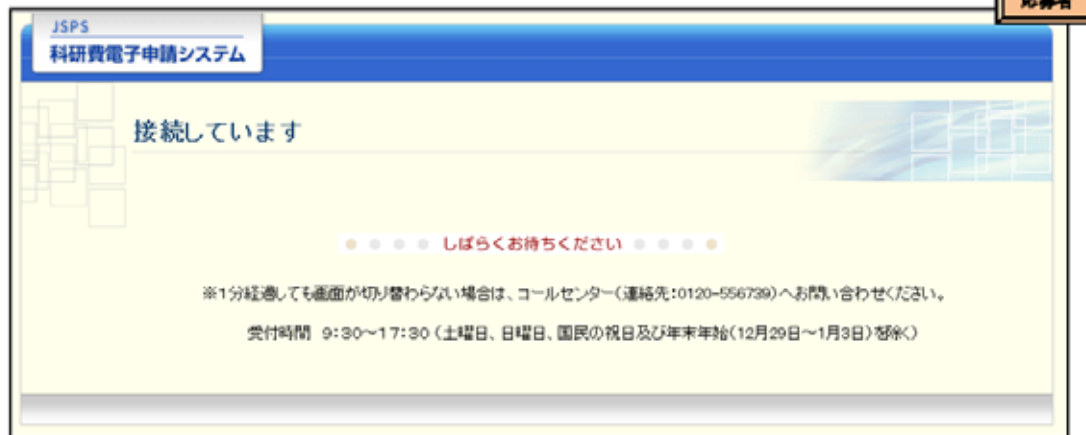 応募者
JSPS
科研費電子申請システム
接続しています
しばらくお待ちください
※1分経過しても画面が切り替わらない場合は、コールセンター(連絡先:0120-556739)へお問い合わせください。
受付時間 9:30～17:30(土曜日、日曜日、国民の祝日及び年末年始(12月29日～1月3日)を除く)